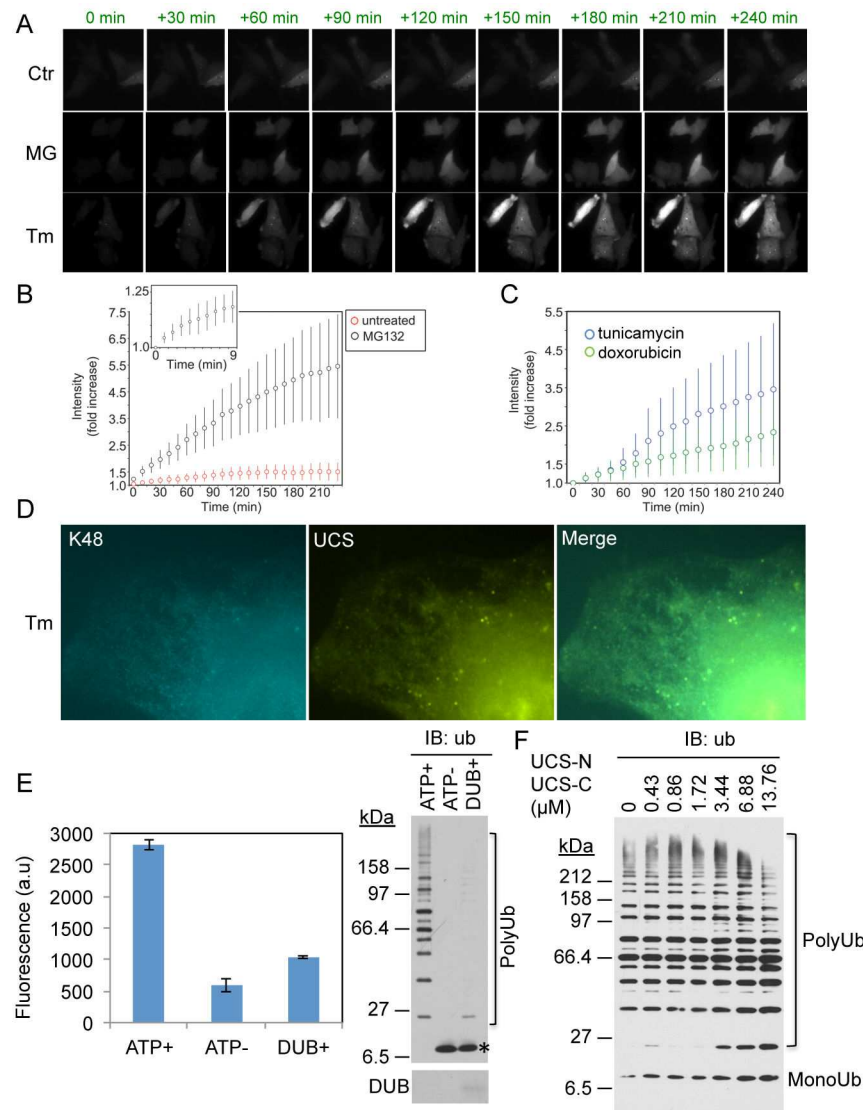 A
0 min +30 min +60 min +90 min +120 min +150 min +180 min +210 min +240 min
Ctr
MG
Tm
B
Intensity
(fold increase)
7.5
6.5
5.5
4.5
3.5
2.5
1.5
1.0
0 30 60 90 120 150 180 210
Time (min)
1.25
1.0
0 9
Time (min)
untreated
MG132
C
Intensity
(fold increase)
5.5
4.5
3.5
2.5
1.5
1.0
tunicamycin
doxorubicin
0 30 60 90 120 150 180 210 240
Time (min)
D
Tm
K48
UCS
Merge
E
Fluorescence (a.u)
3000
2500
2000
1500
1000
500
0
ATP+ ATP- DUB+
IB: ub
ATP+
ATP-
DUB+
kDa
158
97
66.4
27
6.5
PolyUb
*
DUB
F
IB: ub
UCS-N
UCS-C
(µM)
0 0.43 0.86 1.72 3.44 6.88 13.76
kDa
212
158
97
66.4
27
6.5
PolyUb
MonoUb